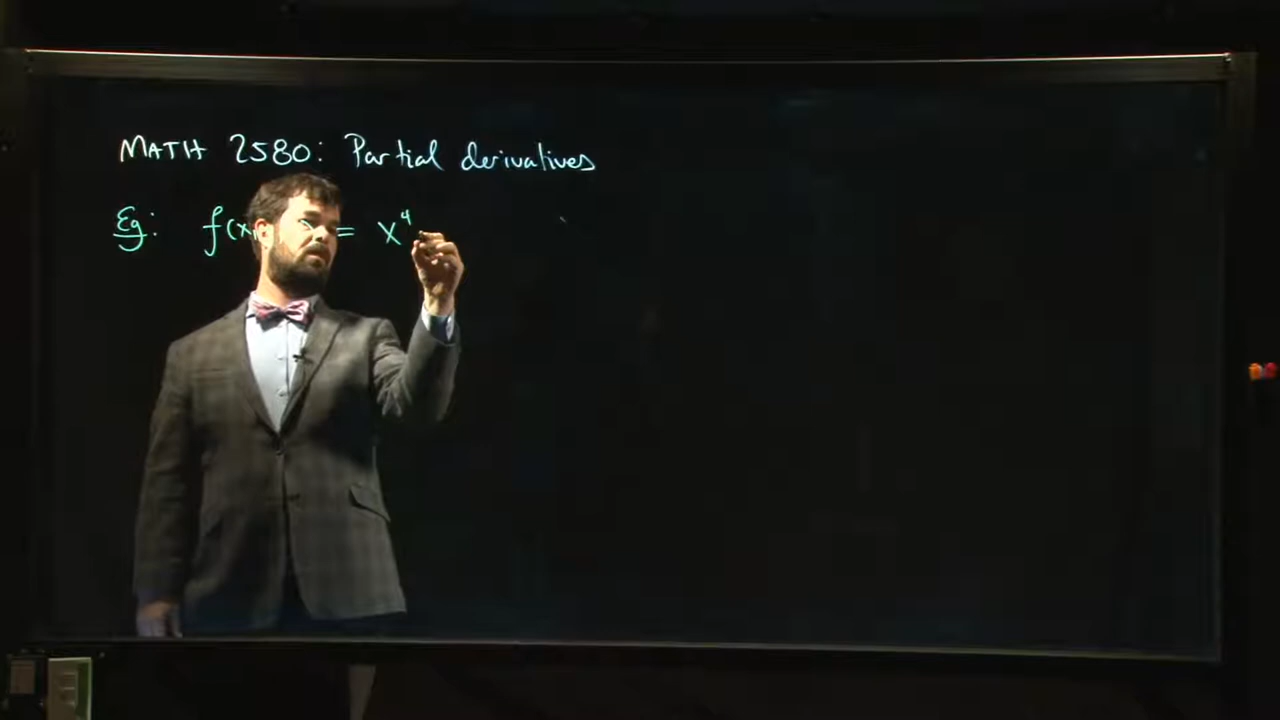 MATH 2580: Partial derivatives
Eg: f(x = x⁴